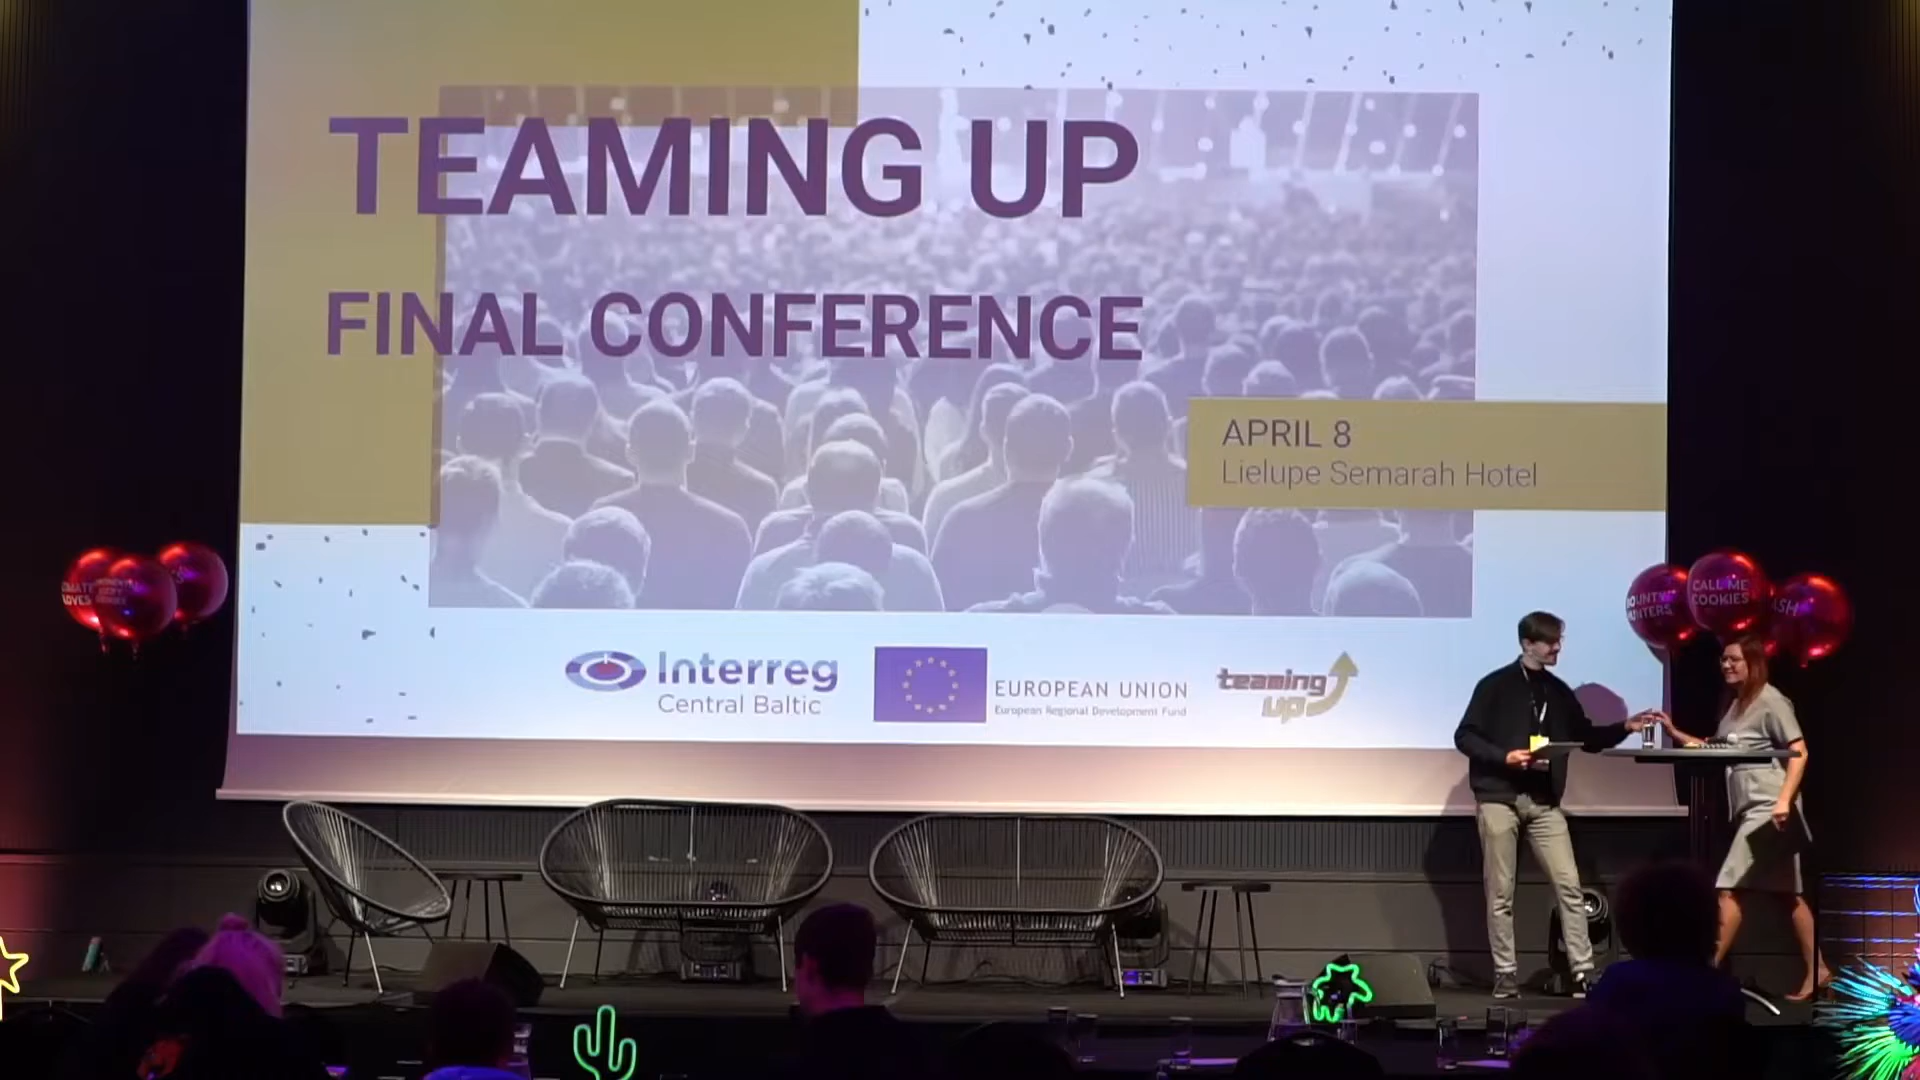 TEAMING UP
FINAL CONFERENCE
APRIL 8
Lielupe Semarah Hotel
Interreg
Central Baltic
EUROPEAN UNION
European Regional Development Fund
teaming
up
CALL ME
COOKIES